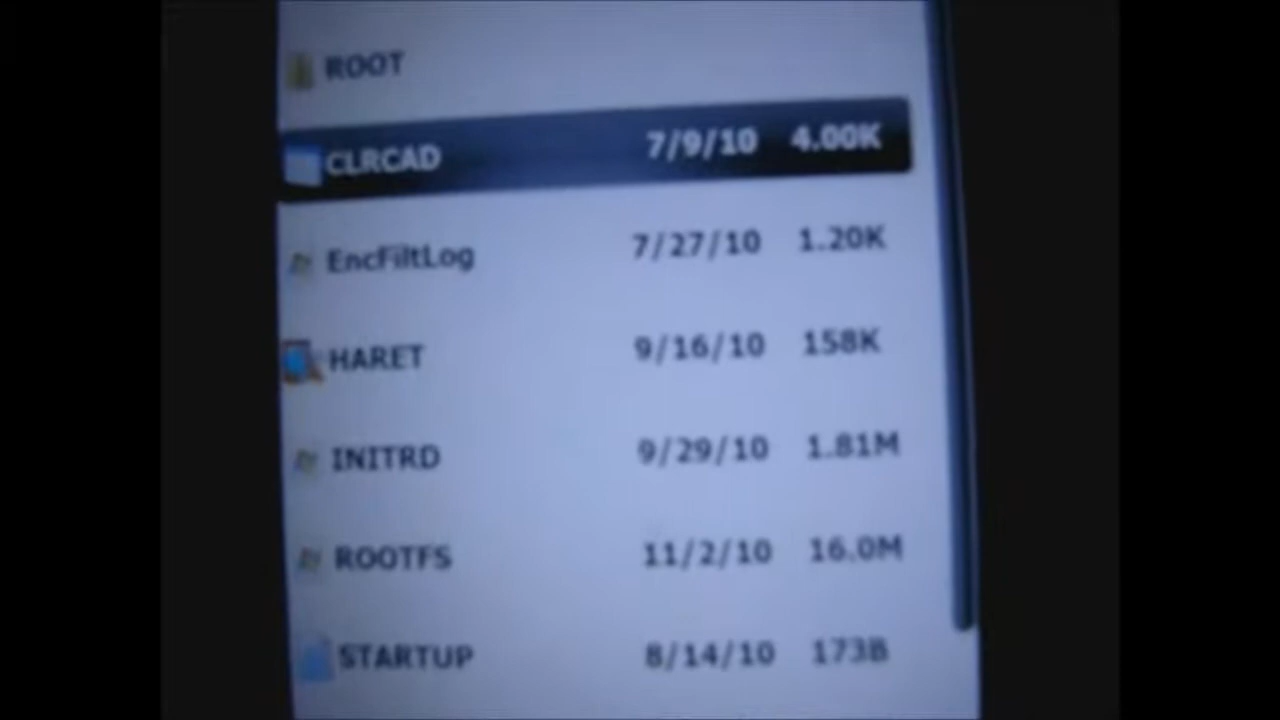 ROOT
CLRCAD 7/9/10 4.00K
EncFiltLog 7/27/10 1.20K
HARET 9/16/10 158K
INITRD 9/29/10 1.81M
ROOTFS 11/2/10 16.0M
STARTUP 8/14/10 173B